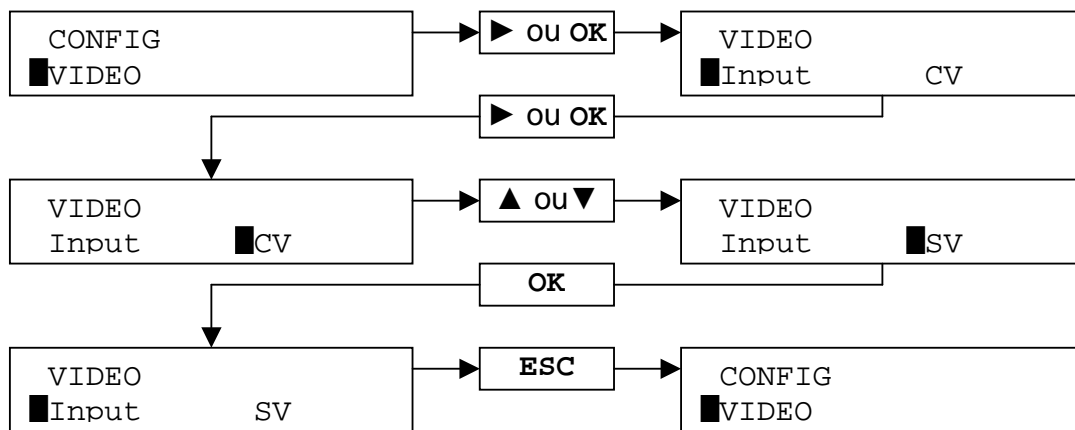 CONFIG
█VIDEO
► ou OK
VIDEO
█Input CV
► ou OK
VIDEO
Input █CV
▲ ou ▼
VIDEO
Input █SV
OK
VIDEO
█Input SV
ESC
CONFIG
█VIDEO